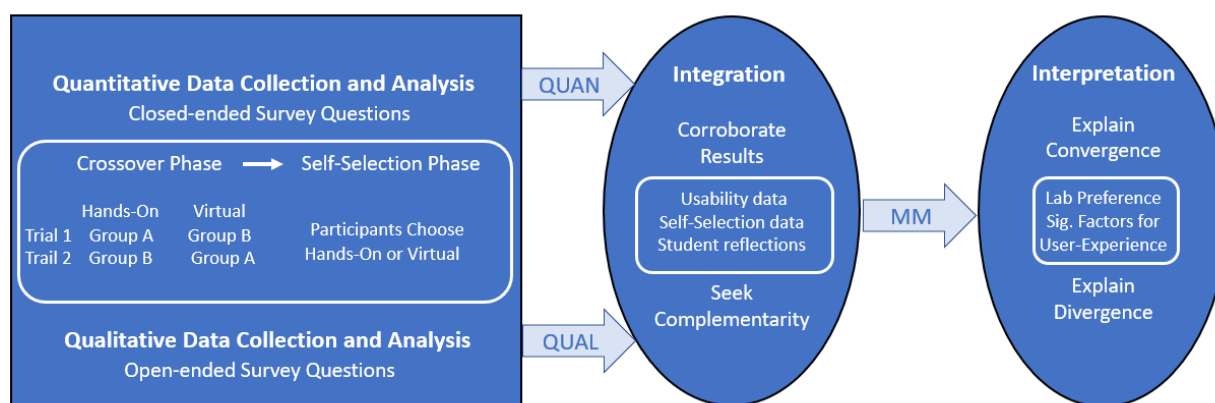 Quantitative Data Collection and Analysis
Closed-ended Survey Questions
Crossover Phase Self-Selection Phase
Hands-On Virtual
Trial 1 Group A Group B
Trail 2 Group B Group A
Participants Choose
Hands-On or Virtual
Qualitative Data Collection and Analysis
Open-ended Survey Questions
QUAN
QUAL
Integration
Corroborate
Results
Usability data
Self-Selection data
Student reflections
Seek
Complementarity
MM
Interpretation
Explain
Convergence
Lab Preference
Sig. Factors for
User-Experience
Explain
Divergence